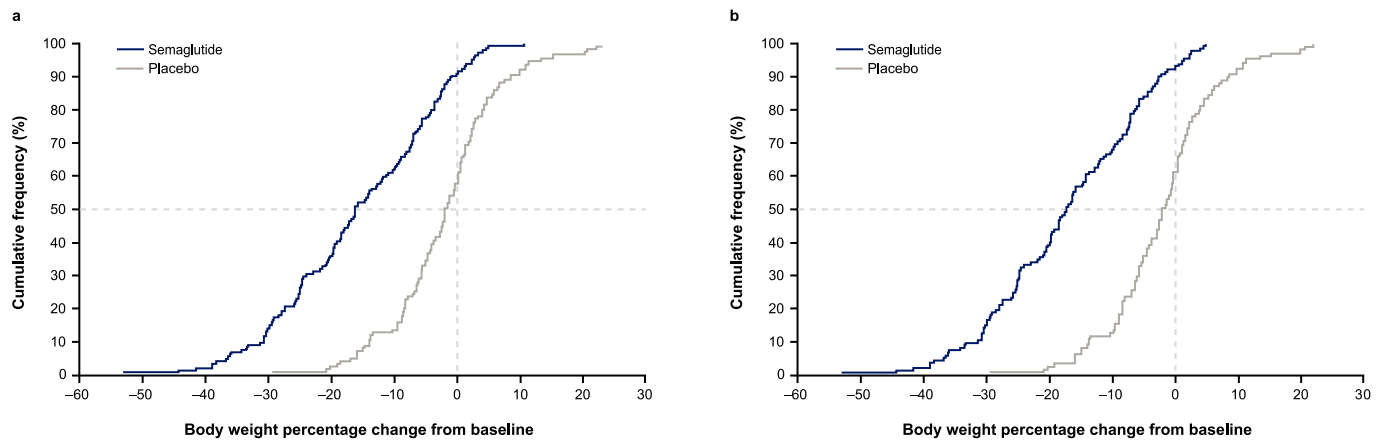 a
Semaglutide
Placebo
Cumulative frequency (%)
100
90
80
70
60
50
40
30
20
10
0
–60 –50 –40 –30 –20 –10 0 10 20 30
Body weight percentage change from baseline
b
Semaglutide
Placebo
Cumulative frequency (%)
100
90
80
70
60
50
40
30
20
10
0
–60 –50 –40 –30 –20 –10 0 10 20 30
Body weight percentage change from baseline